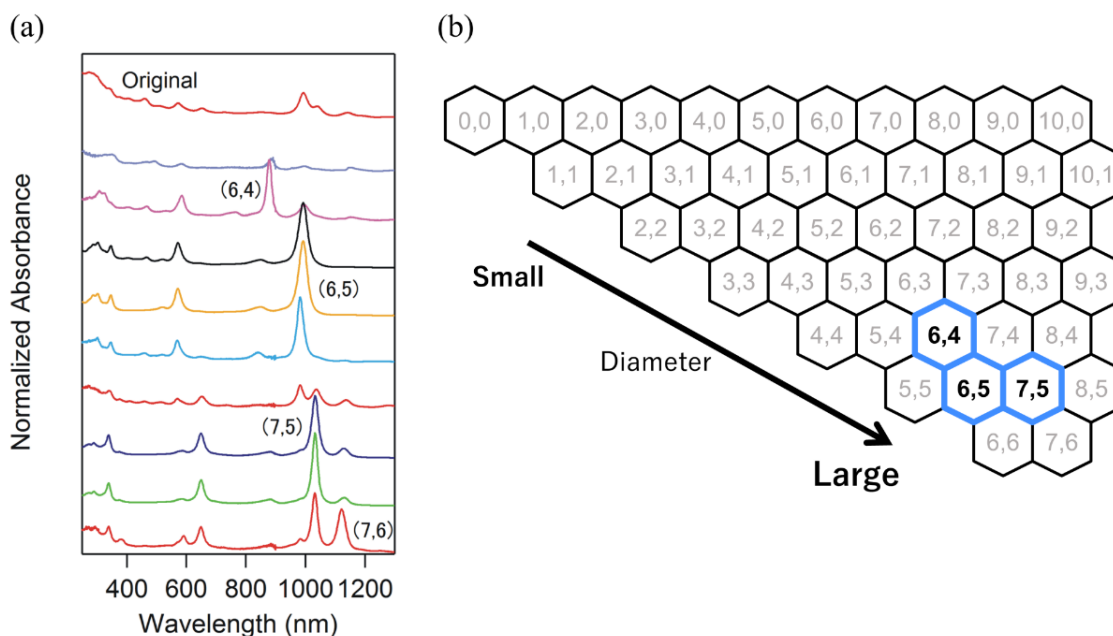 (a)
Original
(6,4)
(6,5)
(7,5)
(7,6)
Normalized Absorbance
400 600 800 1000 1200
Wavelength (nm)
(b)
0,0 1,0 2,0 3,0 4,0 5,0 6,0 7,0 8,0 9,0 10,0
1,1 2,1 3,1 4,1 5,1 6,1 7,1 8,1 9,1 10,1
2,2 3,2 4,2 5,2 6,2 7,2 8,2 9,2
3,3 4,3 5,3 6,3 7,3 8,3 9,3
4,4 5,4 6,4 7,4 8,4
5,5 6,5 7,5 8,5
6,6 7,6
Small
Diameter
Large